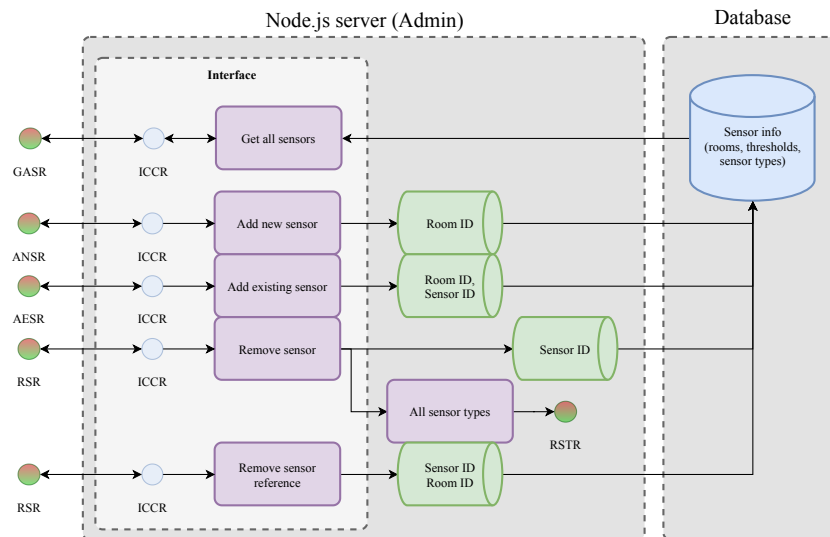 Node.js server (Admin)
Database
Interface
Get all sensors
Sensor info
(rooms, thresholds,
sensor types)
GASR
ICCR
Add new sensor
Room ID
ANSR
ICCR
Add existing sensor
Room ID,
Sensor ID
AESR
ICCR
Remove sensor
Sensor ID
RSR
ICCR
All sensor types
RSTR
Remove sensor
reference
Sensor ID
Room ID
RSR
ICCR